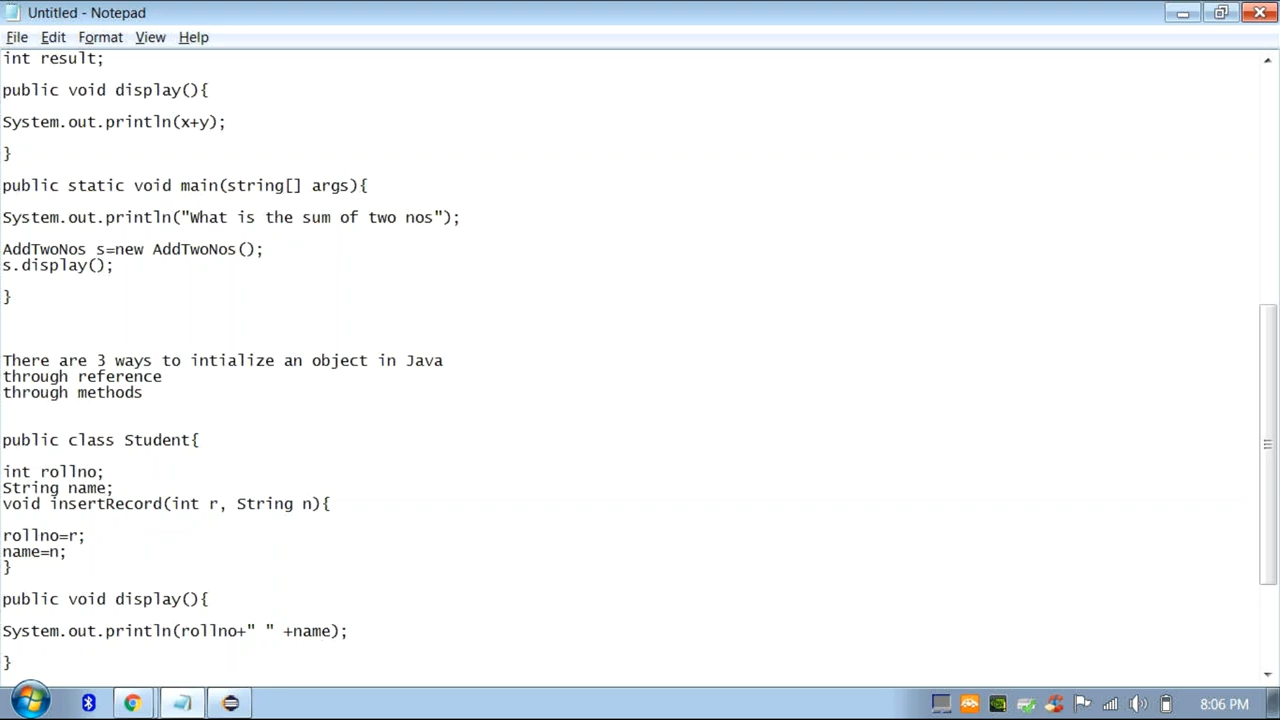 Untitled - Notepad
File Edit Format View Help
int result;
public void display(){
System.out.println(x+y);
}
public static void main(string[] args){
System.out.println("What is the sum of two nos");
AddTwoNos s=new AddTwoNos();
s.display();
}
There are 3 ways to intialize an object in Java
through reference
through methods
public class Student{
int rollno;
String name;
void insertRecord(int r, String n){
rollno=r;
name=n;
}
public void display(){
System.out.println(rollno+" " +name);
}
8:06 PM